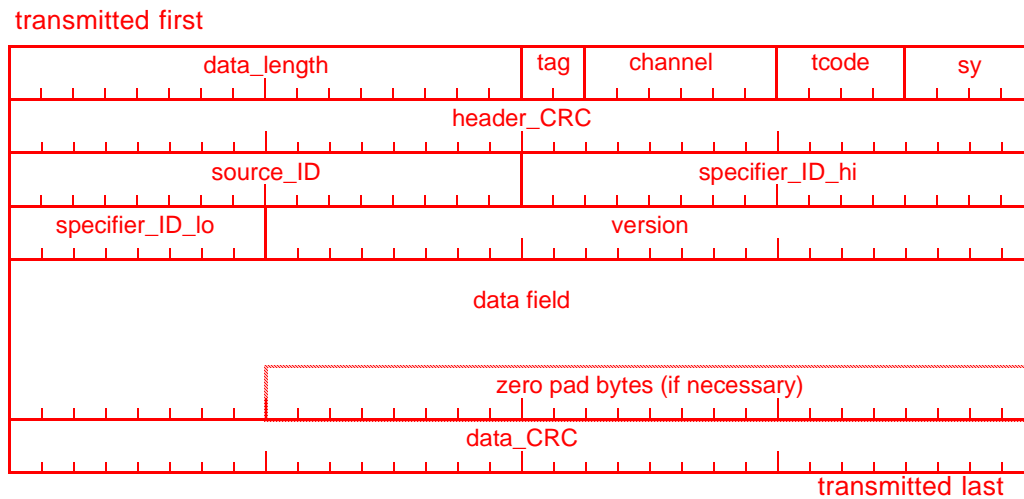 transmitted first
data_length tag channel tcode sy
header_CRC
source_ID specifier_ID_hi
specifier_ID_lo version
data field
zero pad bytes (if necessary)
data_CRC
transmitted last